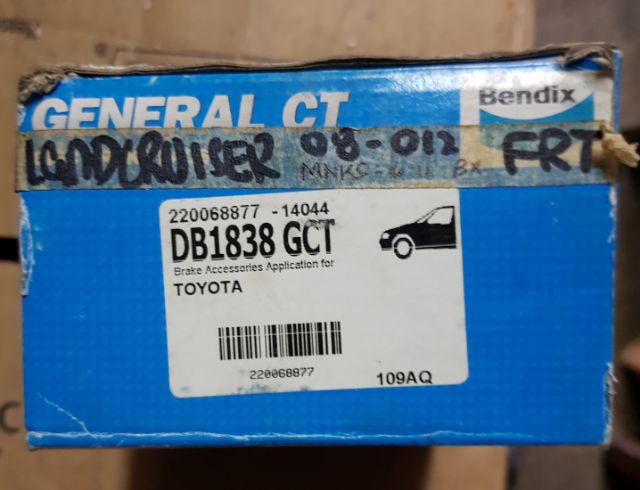 GENERAL CT
Bendix
LANDCRUISER 08-012 FRT
220068877 -14044
DB1838 GCT
Brake Accessories Application for
TOYOTA
220068877
109AQ